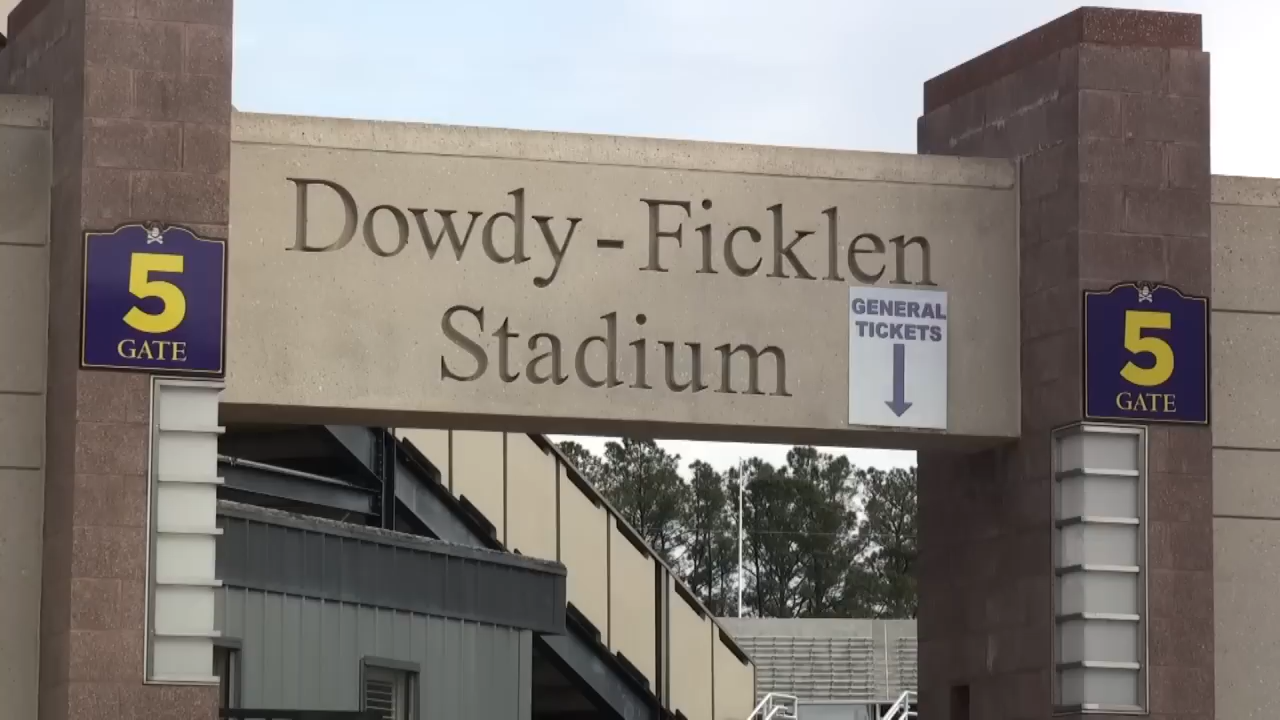 Dowdy - Ficklen
Stadium
GENERAL
TICKETS
5
GATE
5
GATE